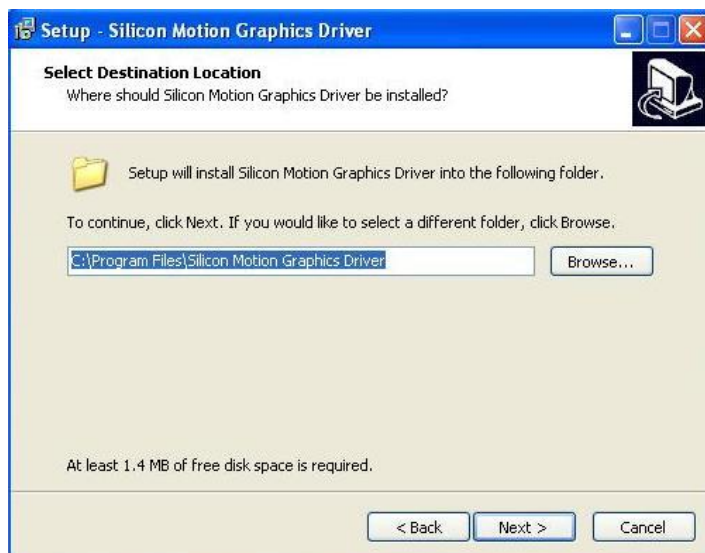 Setup - Silicon Motion Graphics Driver
Select Destination Location
Where should Silicon Motion Graphics Driver be installed?
Setup will install Silicon Motion Graphics Driver into the following folder.
To continue, click Next. If you would like to select a different folder, click Browse.
C:\Program Files\Silicon Motion Graphics Driver
Browse...
At least 1.4 MB of free disk space is required.
< Back Next > Cancel